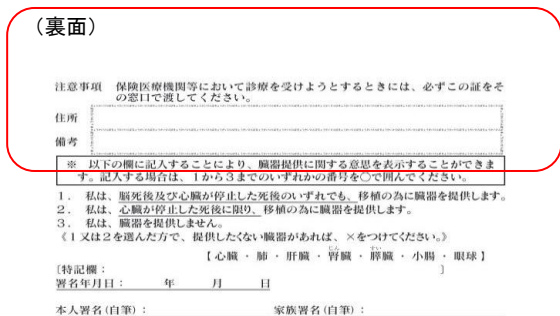 （裏面）
注意事項　保険医療機関等において診療を受けようとするときには、必ずこの証をそ
の窓口で渡してください。
住所
備考
※　以下の欄に記入することにより、臓器提供に関する意思を表示することができま
す。記入する場合は、１から３までのいずれかの番号を○で囲んでください。
１．　私は、脳死後及び心臓が停止した死後のいずれでも、移植の為に臓器を提供します。
２．　私は、心臓が停止した死後に限り、移植の為に臓器を提供します。
３．　私は、臓器を提供しません。
《１又は２を選んだ方で、提供したくない臓器があれば、×をつけてください。》
じん　すい
【心臓・肺・肝臓・腎臓・膵臓・小腸・眼球】
［特記欄：　］
署名年月日：　年　月　日
本人署名(自筆)：　家族署名(自筆)：